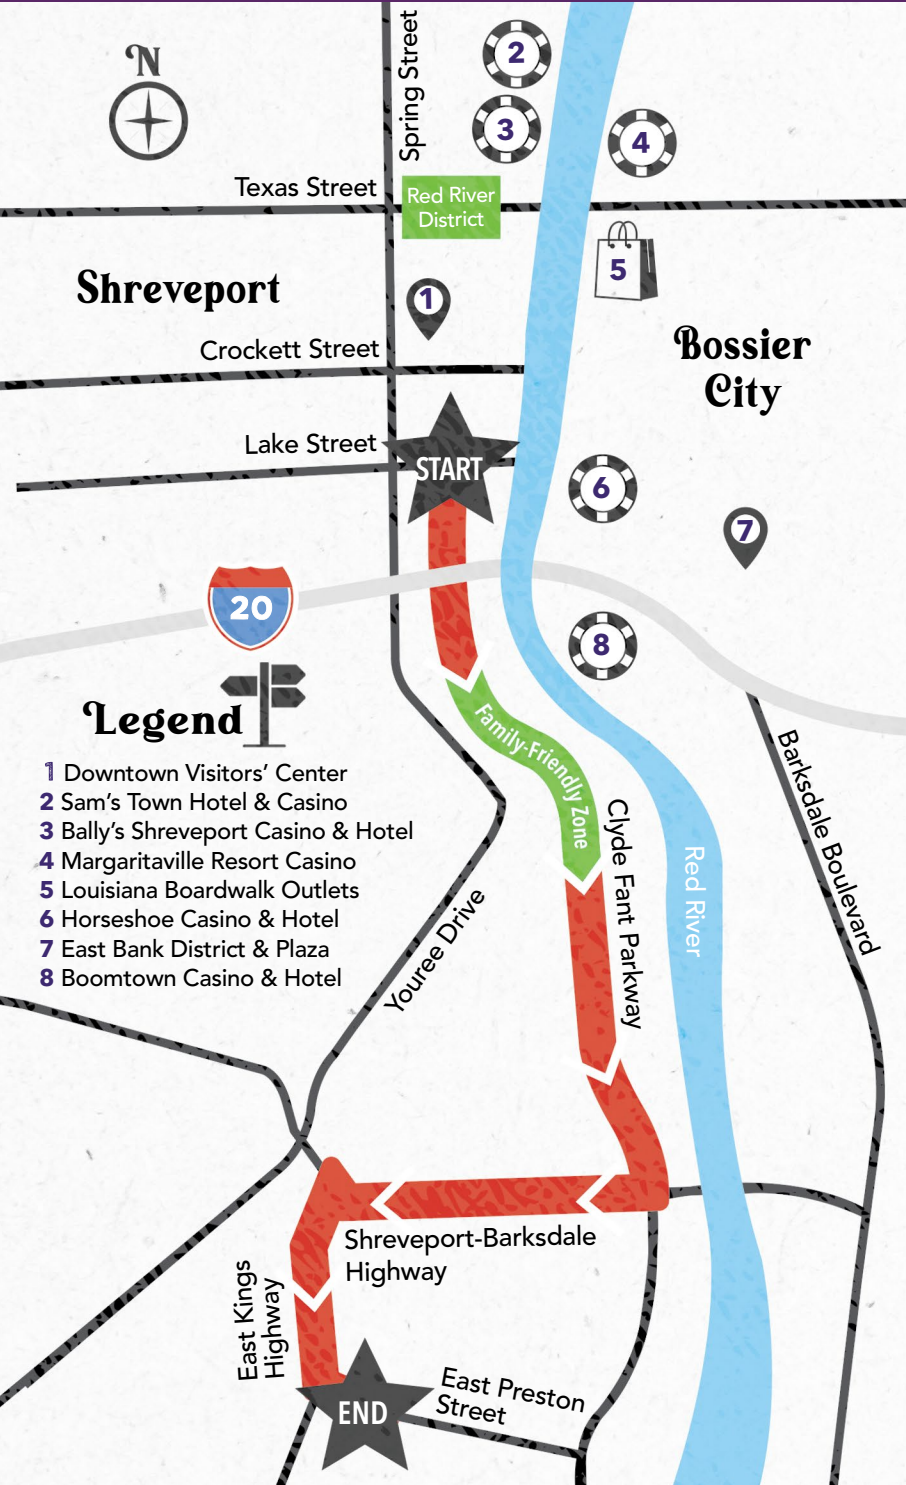 N
Spring Street
2
3
4
Texas Street
Red River
District
5
Shreveport
1
Bossier
City
Crockett Street
Lake Street
START
6
7
20
8
Legend
1 Downtown Visitors' Center
2 Sam's Town Hotel & Casino
3 Bally's Shreveport Casino & Hotel
4 Margaritaville Resort Casino
5 Louisiana Boardwalk Outlets
6 Horseshoe Casino & Hotel
7 East Bank District & Plaza
8 Boomtown Casino & Hotel
Family-Friendly Zone
Barksdale Boulevard
Clyde Fant Parkway
Red River
Youree Drive
Shreveport-Barksdale
Highway
East Kings
Highway
East Preston
Street
END